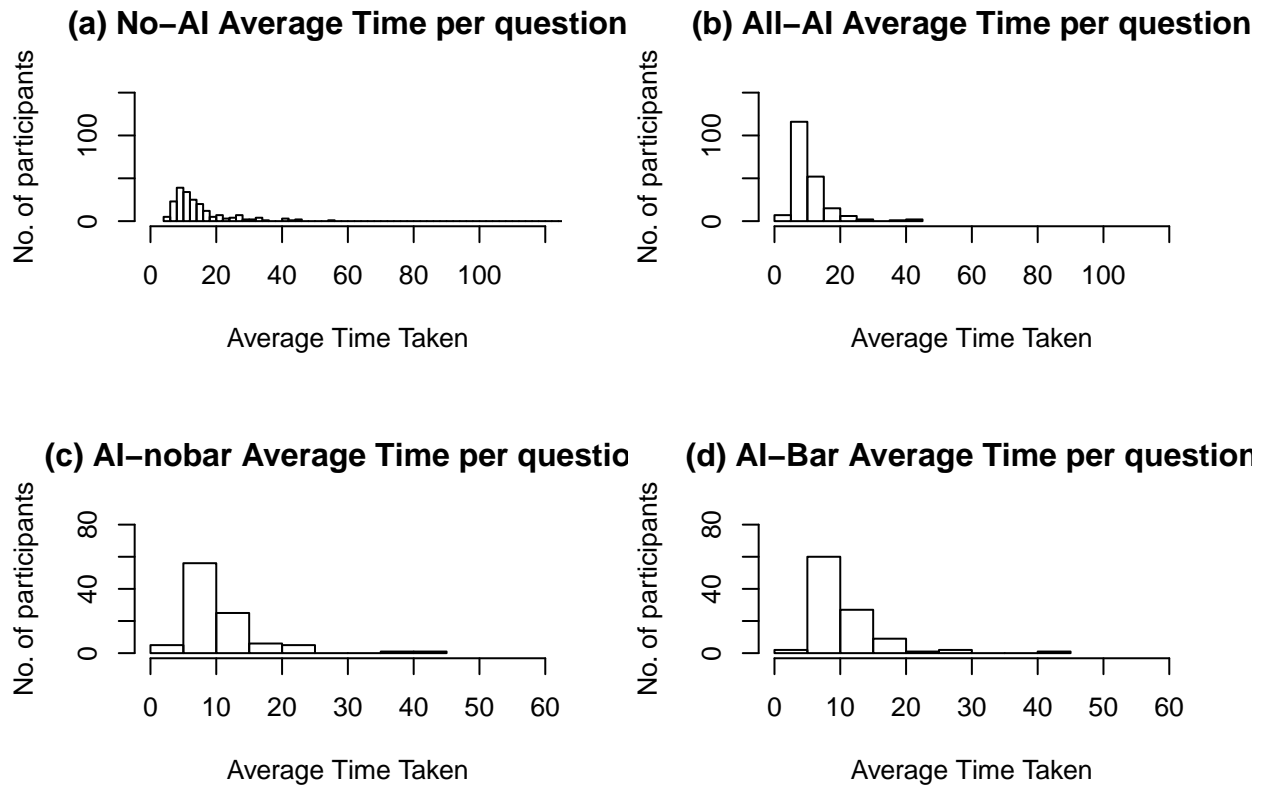 (a) No−AI Average Time per question
No. of participants
0 100
0 20 40 60 80 100
Average Time Taken
(b) All−AI Average Time per question
No. of participants
0 100
0 20 40 60 80 100
Average Time Taken
(c) AI−nobar Average Time per questio
No. of participants
0 40 80
0 10 20 30 40 50 60
Average Time Taken
(d) AI−Bar Average Time per question
No. of participants
0 40 80
0 10 20 30 40 50 60
Average Time Taken